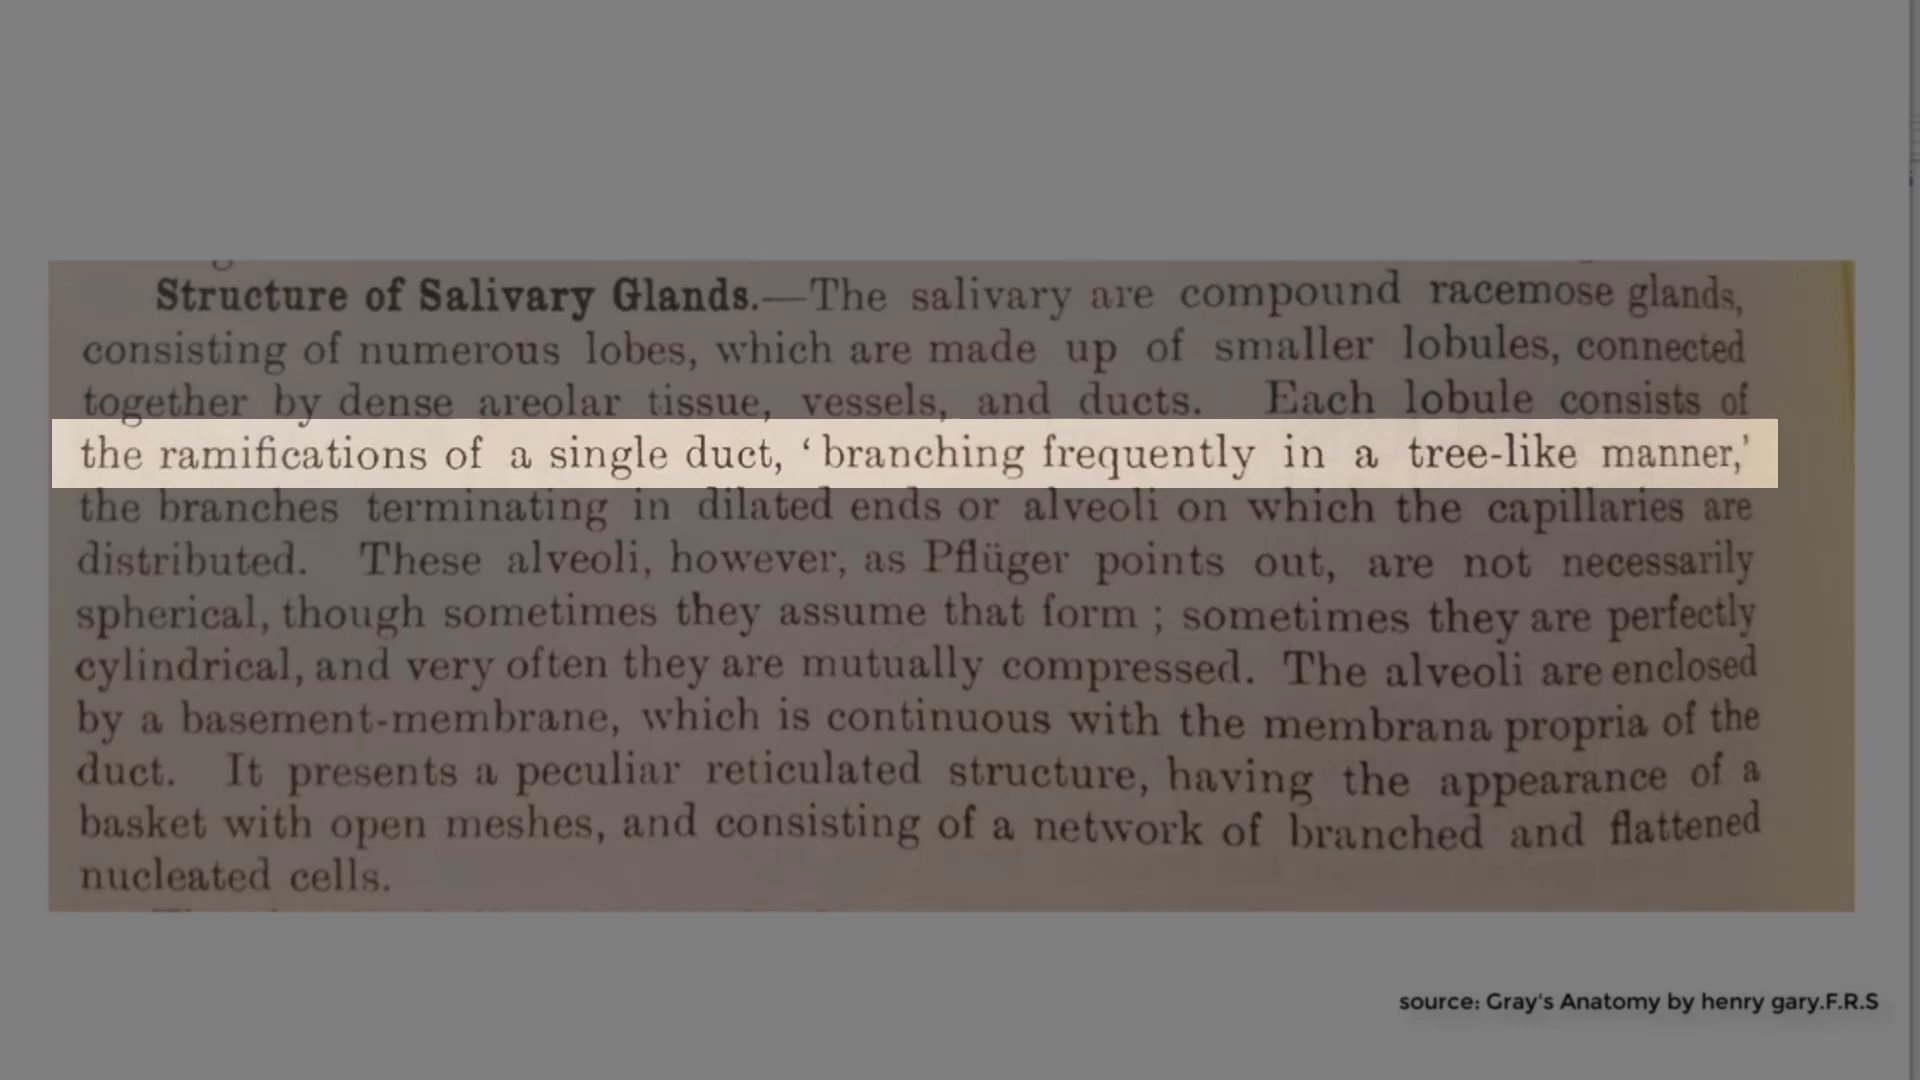 Structure of Salivary Glands.—The salivary are compound racemose glands,
consisting of numerous lobes, which are made up of smaller lobules, connected
together by dense areolar tissue, vessels, and ducts. Each lobule consists of
the ramifications of a single duct, ‘branching frequently in a tree-like manner,’
the branches terminating in dilated ends or alveoli on which the capillaries are
distributed. These alveoli, however, as Pflüger points out, are not necessarily
spherical, though sometimes they assume that form ; sometimes they are perfectly
cylindrical, and very often they are mutually compressed. The alveoli are enclosed
by a basement-membrane, which is continuous with the membrana propria of the
duct. It presents a peculiar reticulated structure, having the appearance of a
basket with open meshes, and consisting of a network of branched and flattened
nucleated cells.
source: Gray's Anatomy by henry gary.F.R.S